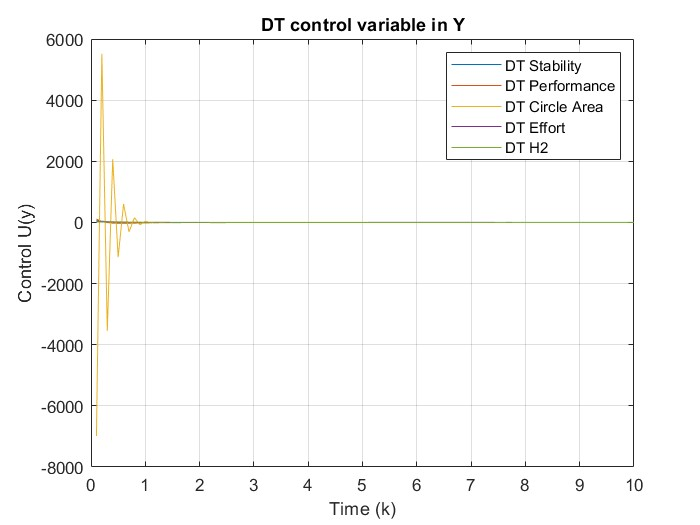 DT control variable in Y
6000
4000
2000
0
-2000
-4000
-6000
-8000
Control U(y)
DT Stability
DT Performance
DT Circle Area
DT Effort
DT H2
0 1 2 3 4 5 6 7 8 9 10
Time (k)